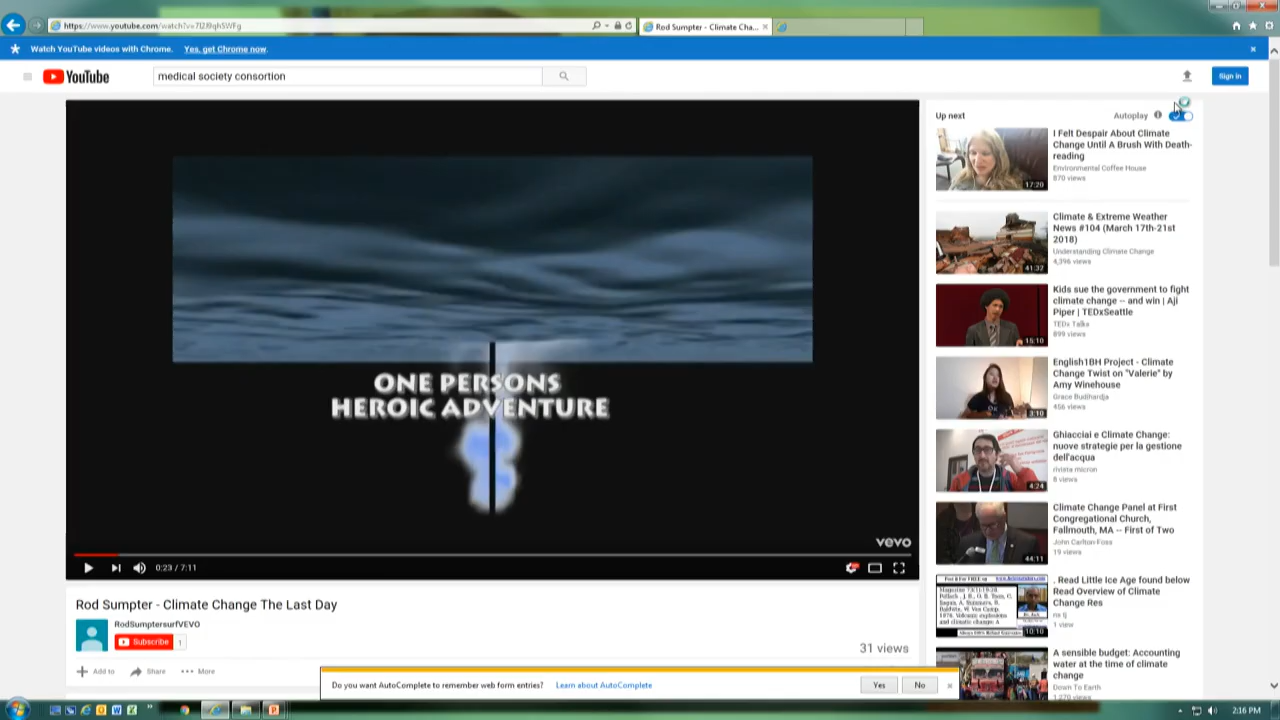 https://www.youtube.com/watch?v=7I2I9qhSWFg
Rod Sumpter - Climate Cha...
Watch YouTube videos with Chrome. Yes, get Chrome now.
YouTube
medical society consortion
Sign in
ONE PERSONS
HEROIC ADVENTURE
vevo
0:23 / 7:11
Rod Sumpter - Climate Change The Last Day
RodSumptersurfVEVO
Subscribe 1
31 views
Add to Share More
Up next
Autoplay
I Felt Despair About Climate
Change Until A Brush With Death-
reading
Environmental Coffee House
870 views
17:20
Climate & Extreme Weather
News #104 (March 17th-21st
2018)
Understanding Climate Change
4,396 views
41:37
Kids sue the government to fight
climate change -- and win | Aji
Piper | TEDxSeattle
TEDx Talks
899 views
15:10
English1BH Project - Climate
Change Twist on "Valerie" by
Amy Winehouse
Grace Budihardja
456 views
3:10
Ghiacciai e Climate Change:
nuove strategie per la gestione
dell'acqua
rivista micron
6 views
4:24
Climate Change Panel at First
Congregational Church,
Fallmouth, MA -- First of Two
John Carlton-Foss
19 views
44:11
. Read Little Ice Age found below
Read Overview of Climate
Change Res
1 view
10:10
A sensible budget: Accounting
water at the time of climate
change
Down To Earth
1,270 views
Do you want AutoComplete to remember web form entries? Learn about AutoComplete
Yes
No
2:16 PM